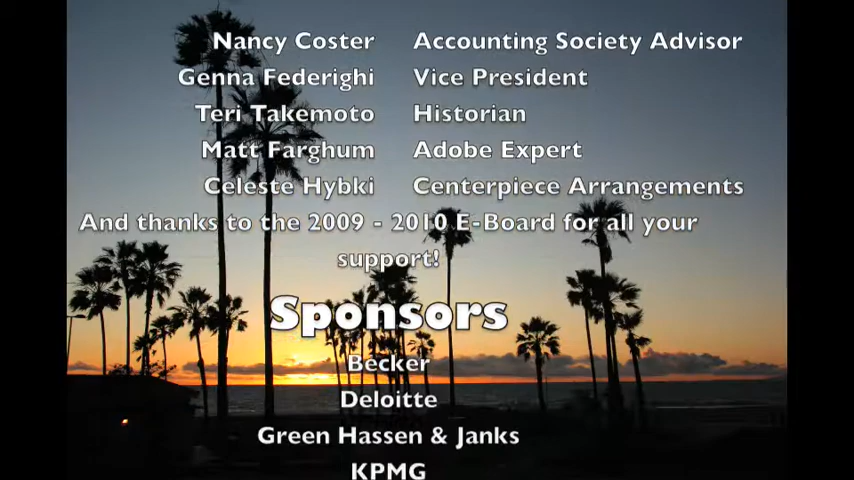 Nancy Coster Accounting Society Advisor
Genna Federighi Vice President
Teri Takemoto Historian
Matt Farghum Adobe Expert
Celeste Hybki Centerpiece Arrangements
And thanks to the 2009 - 2010 E-Board for all your
support!
Sponsors
Becker
Deloitte
Green Hassen & Janks
KPMG